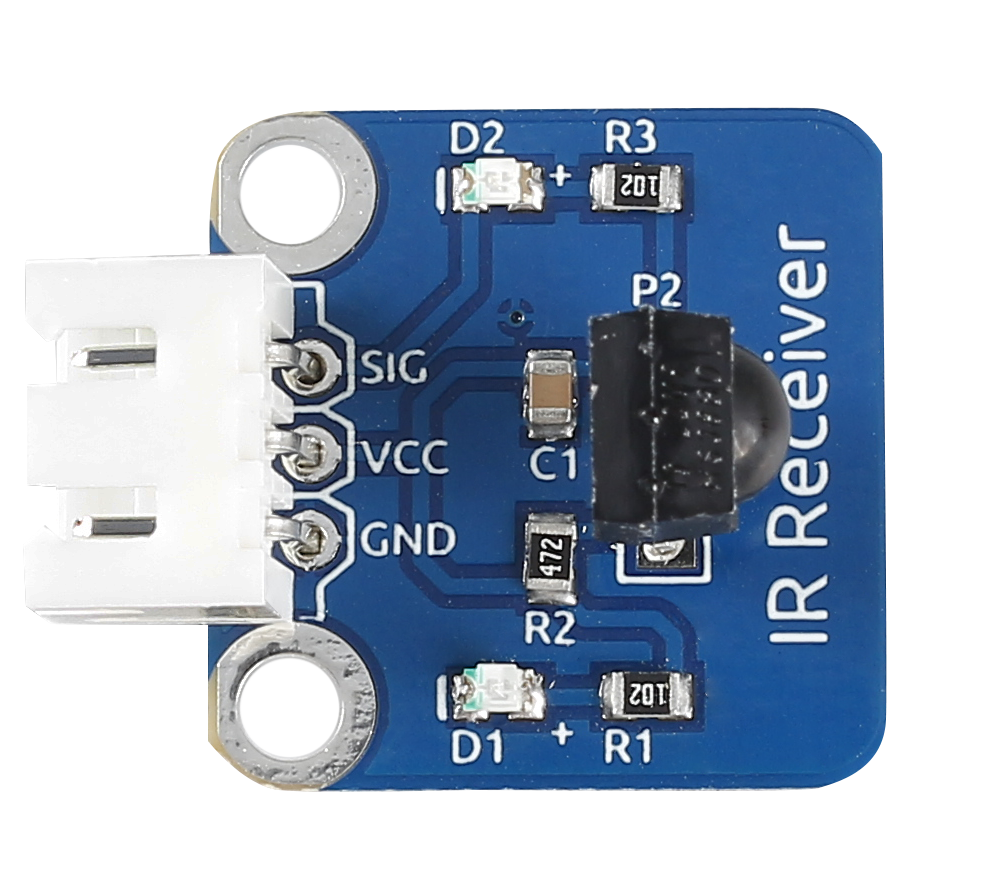 D2
+
R3
102
P2
SIG
VCC
GND
C1
472
R2
102
D1
+
R1
IR Receiver